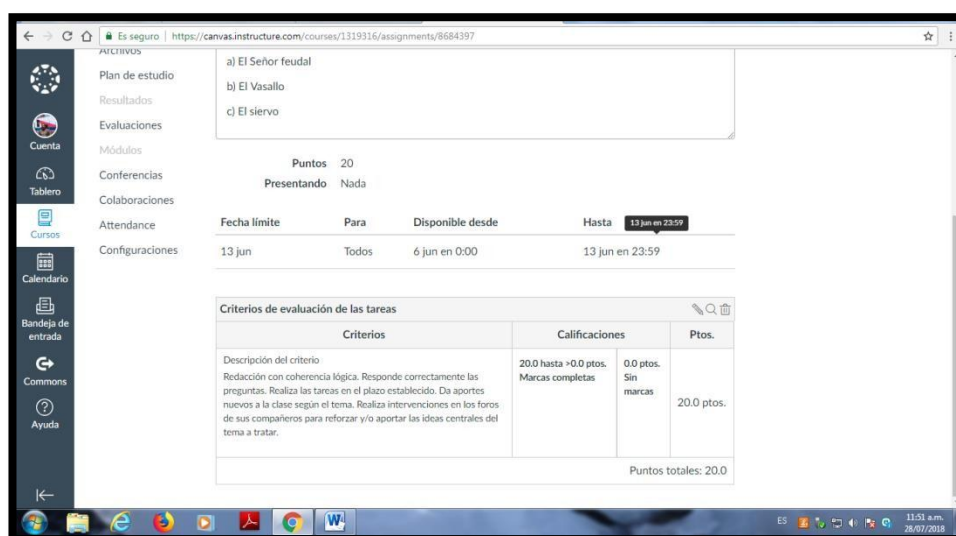 Es seguro | https://canvas.instructure.com/courses/1319316/assignments/8684397
Archivos
Plan de estudio
Resultados
Evaluaciones
Módulos
Conferencias
Colaboraciones
Attendance
Configuraciones
Cuenta
Tablero
Cursos
Calendario
Bandeja de
entrada
Commons
Ayuda
a) El Señor feudal
b) El Vasallo
c) El siervo
Puntos 20
Presentando Nada
Fecha límite Para Disponible desde Hasta 13 jun en 23:59
13 jun Todos 6 jun en 0:00 13 jun en 23:59
Criterios de evaluación de las tareas
Criterios Calificaciones Ptos.
Descripción del criterio
Redacción con coherencia lógica. Responde correctamente las
preguntas. Realiza las tareas en el plazo establecido. Da aportes
nuevos a la clase según el tema. Realiza intervenciones en los foros
de sus compañeros para reforzar y/o aportar las ideas centrales del
tema a tratar.
20.0 hasta >0.0 ptos.
Marcas completas
0.0 ptos.
Sin
marcas
20.0 ptos.
Puntos totales: 20.0
ES
11:51 a.m.
28/07/2018